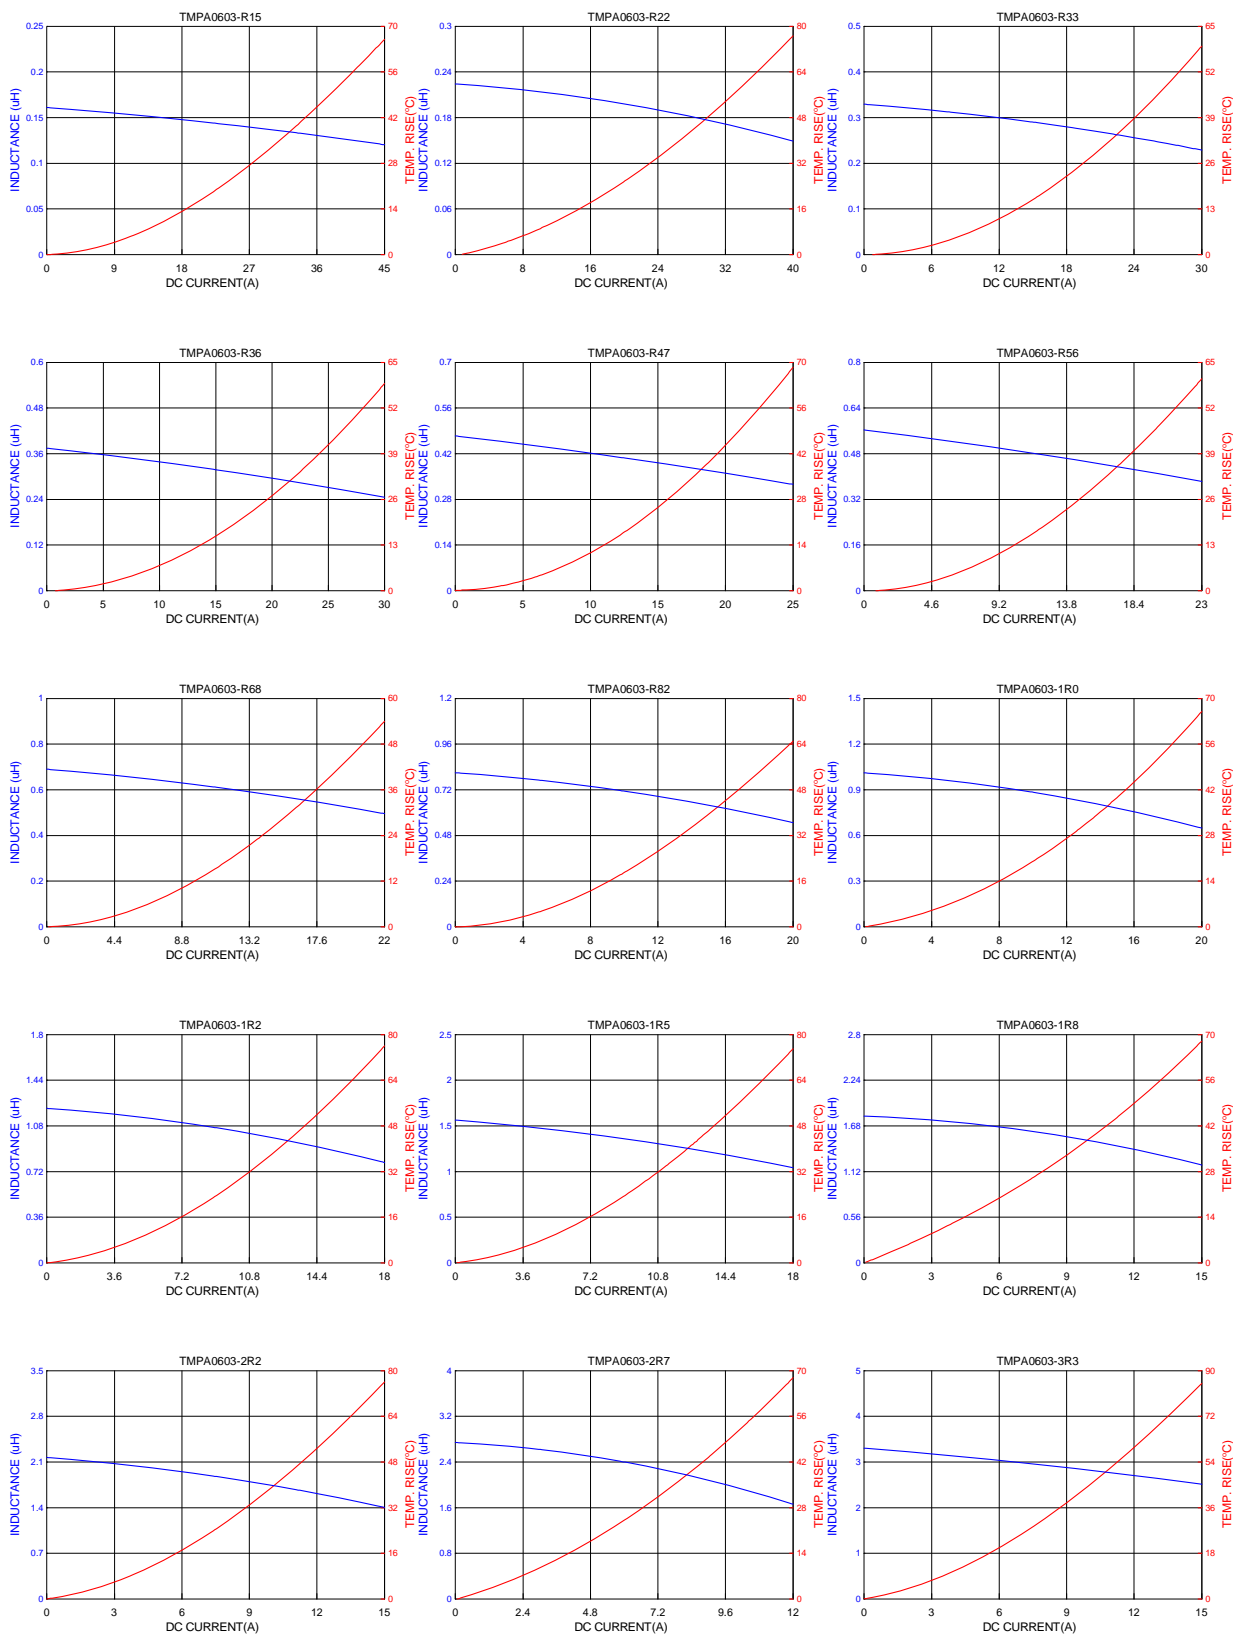 TMPA0603-R15
TMPA0603-R22
TMPA0603-R33
0.25
0.2
0.15
0.1
0.05
0
INDUCTANCE (uH)
70
56
42
28
14
0
TEMP. RISE(°C)
0 9 18 27 36 45
DC CURRENT(A)
0.3
0.24
0.18
0.12
0.06
0
INDUCTANCE (uH)
80
64
48
32
16
0
TEMP. RISE(°C)
0 8 16 24 32 40
DC CURRENT(A)
0.5
0.4
0.3
0.2
0.1
0
INDUCTANCE (uH)
65
52
39
26
13
0
TEMP. RISE(°C)
0 6 12 18 24 30
DC CURRENT(A)
TMPA0603-R36
TMPA0603-R47
TMPA0603-R56
0.6
0.48
0.36
0.24
0.12
0
INDUCTANCE (uH)
65
52
39
26
13
0
TEMP. RISE(°C)
0 5 10 15 20 25 30
DC CURRENT(A)
0.7
0.56
0.42
0.28
0.14
0
INDUCTANCE (uH)
70
56
42
28
14
0
TEMP. RISE(°C)
0 5 10 15 20 25
DC CURRENT(A)
0.8
0.64
0.48
0.32
0.16
0
INDUCTANCE (uH)
65
52
39
26
13
0
TEMP. RISE(°C)
0 4.6 9.2 13.8 18.4 23
DC CURRENT(A)
TMPA0603-R68
TMPA0603-R82
TMPA0603-1R0
1
0.8
0.6
0.4
0.2
0
INDUCTANCE (uH)
60
48
36
24
12
0
TEMP. RISE(°C)
0 4.4 8.8 13.2 17.6 22
DC CURRENT(A)
1.2
0.96
0.72
0.48
0.24
0
INDUCTANCE (uH)
80
64
48
32
16
0
TEMP. RISE(°C)
0 4 8 12 16 20
DC CURRENT(A)
1.5
1.2
0.9
0.6
0.3
0
INDUCTANCE (uH)
70
56
42
28
14
0
TEMP. RISE(°C)
0 4 8 12 16 20
DC CURRENT(A)
TMPA0603-1R2
TMPA0603-1R5
TMPA0603-1R8
1.8
1.44
1.08
0.72
0.36
0
INDUCTANCE (uH)
80
64
48
32
16
0
TEMP. RISE(°C)
0 3.6 7.2 10.8 14.4 18
DC CURRENT(A)
2.5
2
1.5
1
0.5
0
INDUCTANCE (uH)
80
64
48
32
16
0
TEMP. RISE(°C)
0 3.6 7.2 10.8 14.4 18
DC CURRENT(A)
2.8
2.24
1.68
1.12
0.56
0
INDUCTANCE (uH)
70
56
42
28
14
0
TEMP. RISE(°C)
0 3 6 9 12 15
DC CURRENT(A)
TMPA0603-2R2
TMPA0603-2R7
TMPA0603-3R3
3.5
2.8
2.1
1.4
0.7
0
INDUCTANCE (uH)
80
64
48
32
16
0
TEMP. RISE(°C)
0 3 6 9 12 15
DC CURRENT(A)
4
3.2
2.4
1.6
0.8
0
INDUCTANCE (uH)
70
56
42
28
14
0
TEMP. RISE(°C)
0 2.4 4.8 7.2 9.6 12
DC CURRENT(A)
5
4
3
2
1
0
INDUCTANCE (uH)
90
72
54
36
18
0
TEMP. RISE(°C)
0 3 6 9 12 15
DC CURRENT(A)